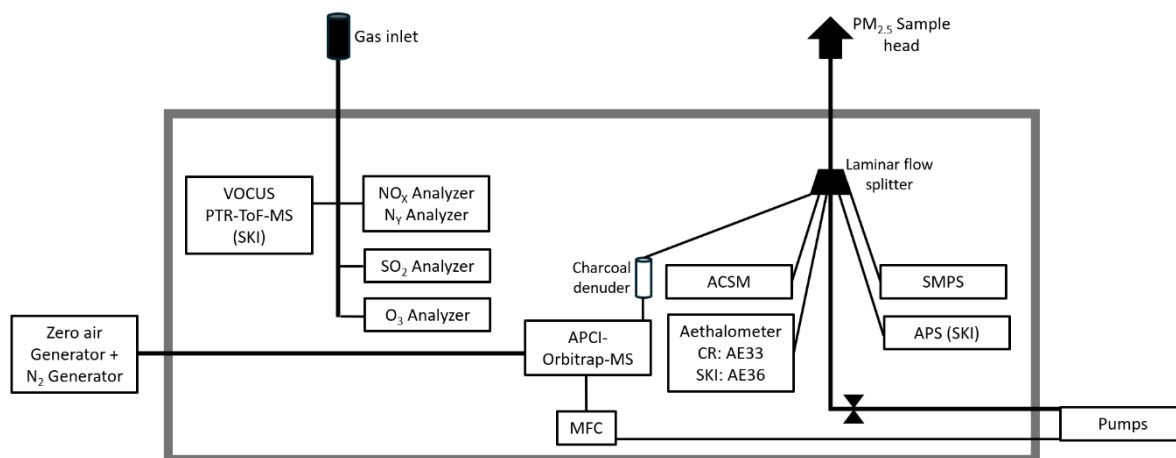 Gas inlet
PM₂.₅ Sample
head
Laminar flow
splitter
VOCUS
PTR-ToF-MS
(SKI)
NOₓ Analyzer
Nᵧ Analyzer
SO₂ Analyzer
O₃ Analyzer
Charcoal
denuder
ACSM
SMPS
Zero air
Generator +
N₂ Generator
APCI-
Orbitrap-MS
Aethalometer
CR: AE33
SKI: AE36
APS (SKI)
MFC
Pumps